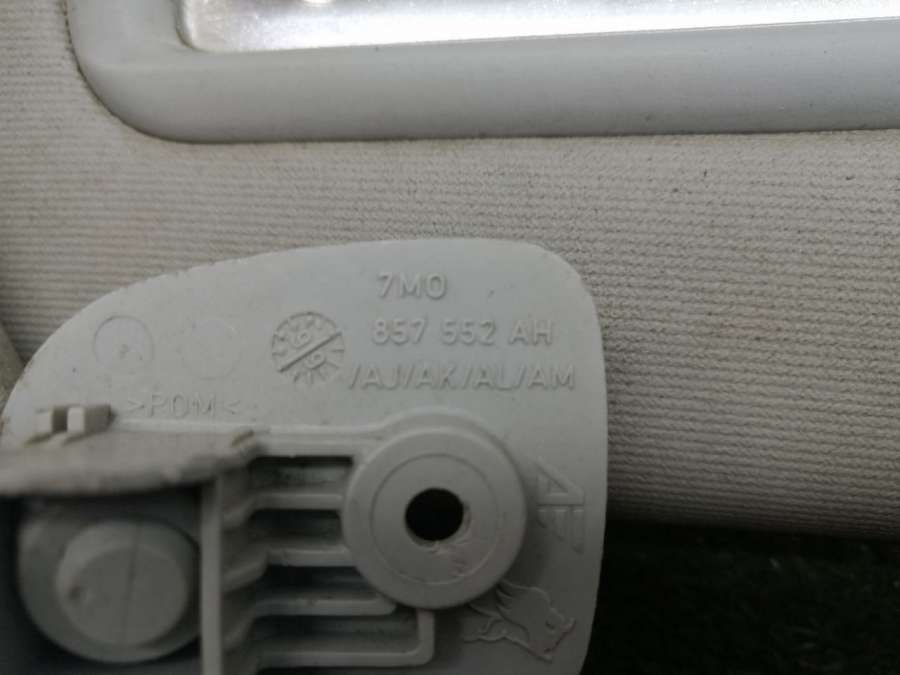 7M0
857 552 AH
/AJ/AK/AL/AM
>POM<